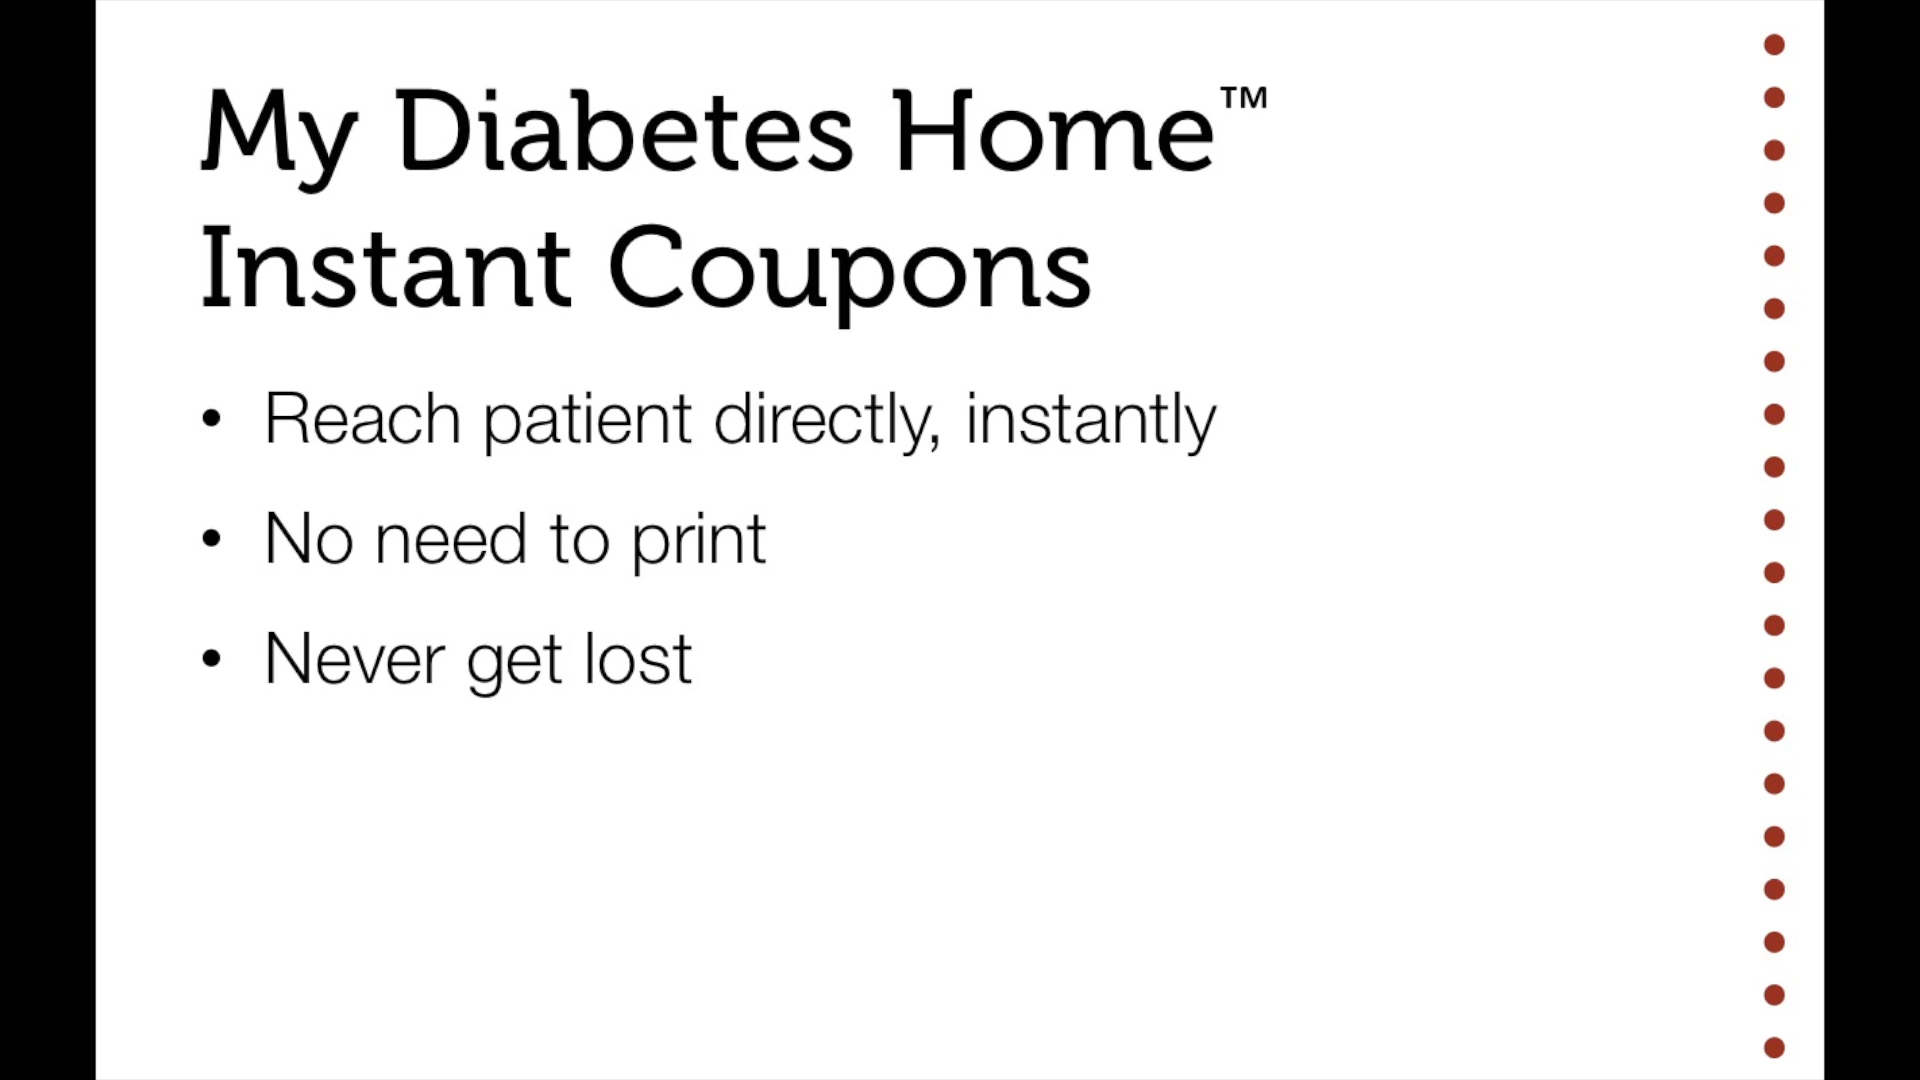 My Diabetes Home™
Instant Coupons
• Reach patient directly, instantly
• No need to print
• Never get lost